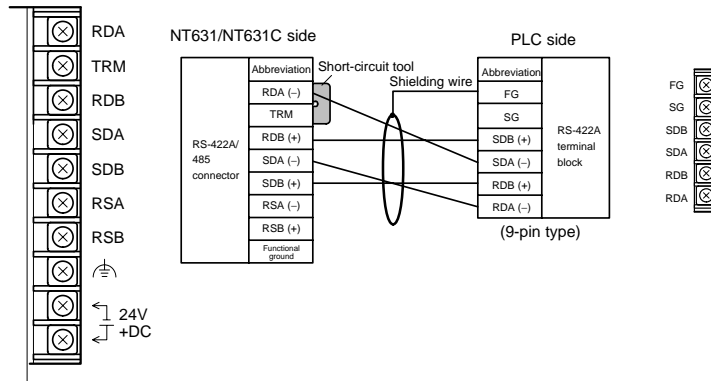 RDA
TRM
RDB
SDA
SDB
RSA
RSB
24V
+DC
NT631/NT631C side
Abbreviation
RDA (−)
TRM
RDB (+)
SDA (−)
SDB (+)
RSA (−)
RSB (+)
Functional
ground
RS-422A/
485
connector
Short-circuit tool
Shielding wire
PLC side
Abbreviation
FG
SG
SDB (+)
SDA (−)
RDB (+)
RDA (−)
RS-422A
terminal
block
(9-pin type)
FG
SG
SDB
SDA
RDB
RDA